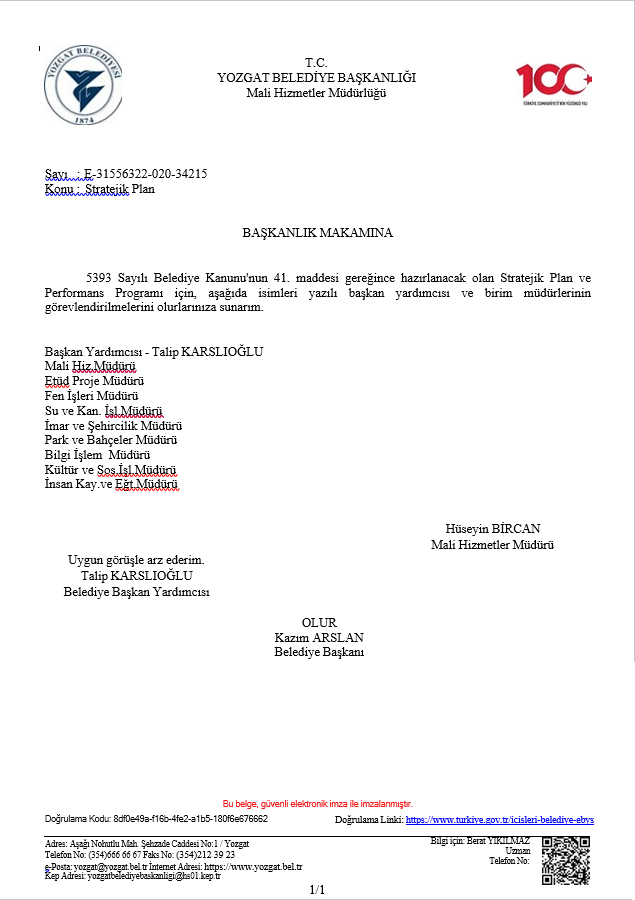 YOZGAT BELEDİYESİ
1874
T.C.
YOZGAT BELEDİYE BAŞKANLIĞI
Mali Hizmetler Müdürlüğü
100
TÜRKİYE CUMHURİYETİ'NİN YÜZÜNCÜ YILI
Sayı : E-31556322-020-34215
Konu : Stratejik Plan
BAŞKANLIK MAKAMINA
5393 Sayılı Belediye Kanunu'nun 41. maddesi gereğince hazırlanacak olan Stratejik Plan ve
Performans Programı için, aşağıda isimleri yazılı başkan yardımcısı ve birim müdürlerinin
görevlendirilmelerini olurlarınıza sunarım.
Başkan Yardımcısı - Talip KARSLIOĞLU
Mali Hiz.Müdürü
Etüd Proje Müdürü
Fen İşleri Müdürü
Su ve Kan. İşl.Müdürü
İmar ve Şehircilik Müdürü
Park ve Bahçeler Müdürü
Bilgi İşlem Müdürü
Kültür ve Sos.İşl.Müdürü
İnsan Kay.ve Eğt.Müdürü
Hüseyin BİRCAN
Mali Hizmetler Müdürü
Uygun görüşle arz ederim.
Talip KARSLIOĞLU
Belediye Başkan Yardımcısı
OLUR
Kazım ARSLAN
Belediye Başkanı
Bu belge, güvenli elektronik imza ile imzalanmıştır.
Doğrulama Kodu: 8df0e49a-f16b-4fe2-a1b5-180f6e676662
Doğrulama Linki: https://www.turkiye.gov.tr/icisleri-belediye-ebys
Adres: Aşağı Nohutlu Mah. Şehzade Caddesi No:1 / Yozgat
Telefon No: (354)666 66 67 Faks No: (354)212 39 23
e-Posta: yozgat@yozgat.bel.tr İnternet Adresi: https://www.yozgat.bel.tr
Kep Adresi: yozgatbelediyebaskanligi@hs01.kep.tr
Bilgi için: Berat YIKILMAZ
Uzman
Telefon No:
1/1